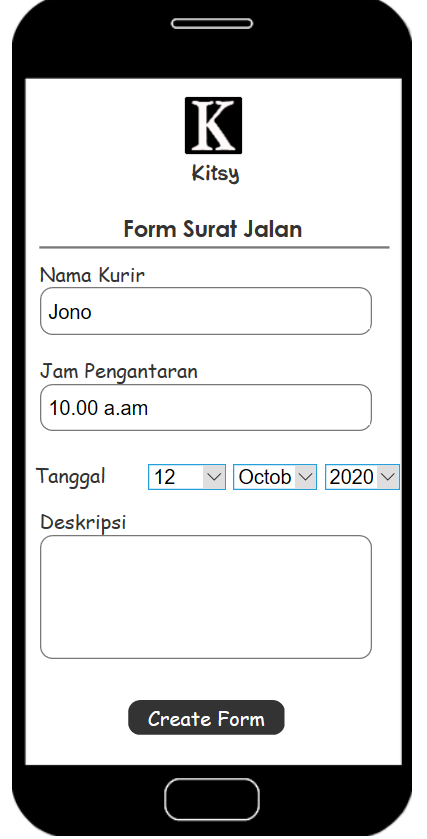 K
Kitsy
Form Surat Jalan
Nama Kurir
Jono
Jam Pengantaran
10.00 a.am
Tanggal 12 Octob 2020
Deskripsi
Create Form